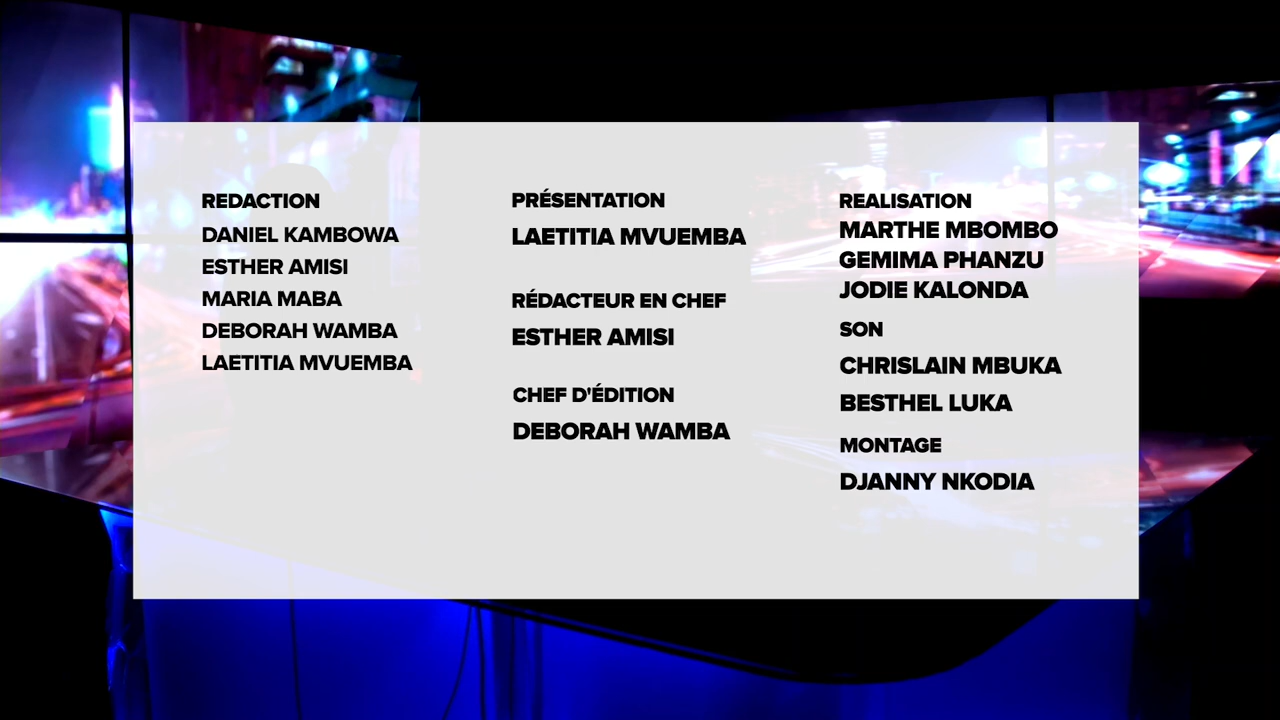 REDACTION
DANIEL KAMBOWA
ESTHER AMISI
MARIA MABA
DEBORAH WAMBA
LAETITIA MVUEMBA
PRÉSENTATION
LAETITIA MVUEMBA
RÉDACTEUR EN CHEF
ESTHER AMISI
CHEF D'ÉDITION
DEBORAH WAMBA
REALISATION
MARTHE MBOMBO
GEMIMA PHANZU
JODIE KALONDA
SON
CHRISLAIN MBUKA
BESTHEL LUKA
MONTAGE
DJANNY NKODIA